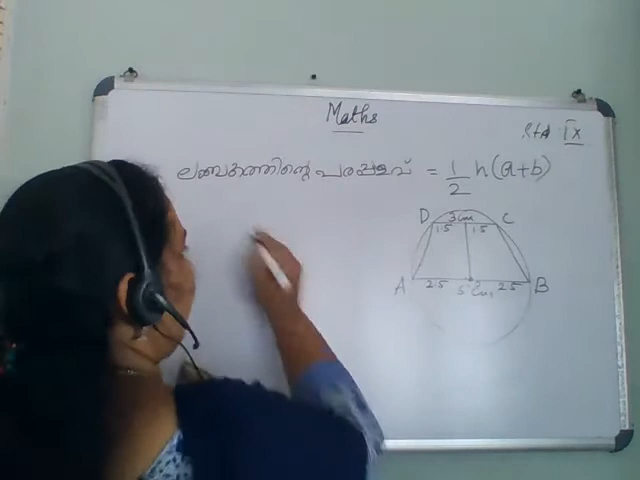 Maths
Std IX
ലംബകത്തിന്റെ പരപ്പളവ് = 1/2 h(a+b)
D 3cm C
1.5 1.5
A 2.5 5cm 2.5 B